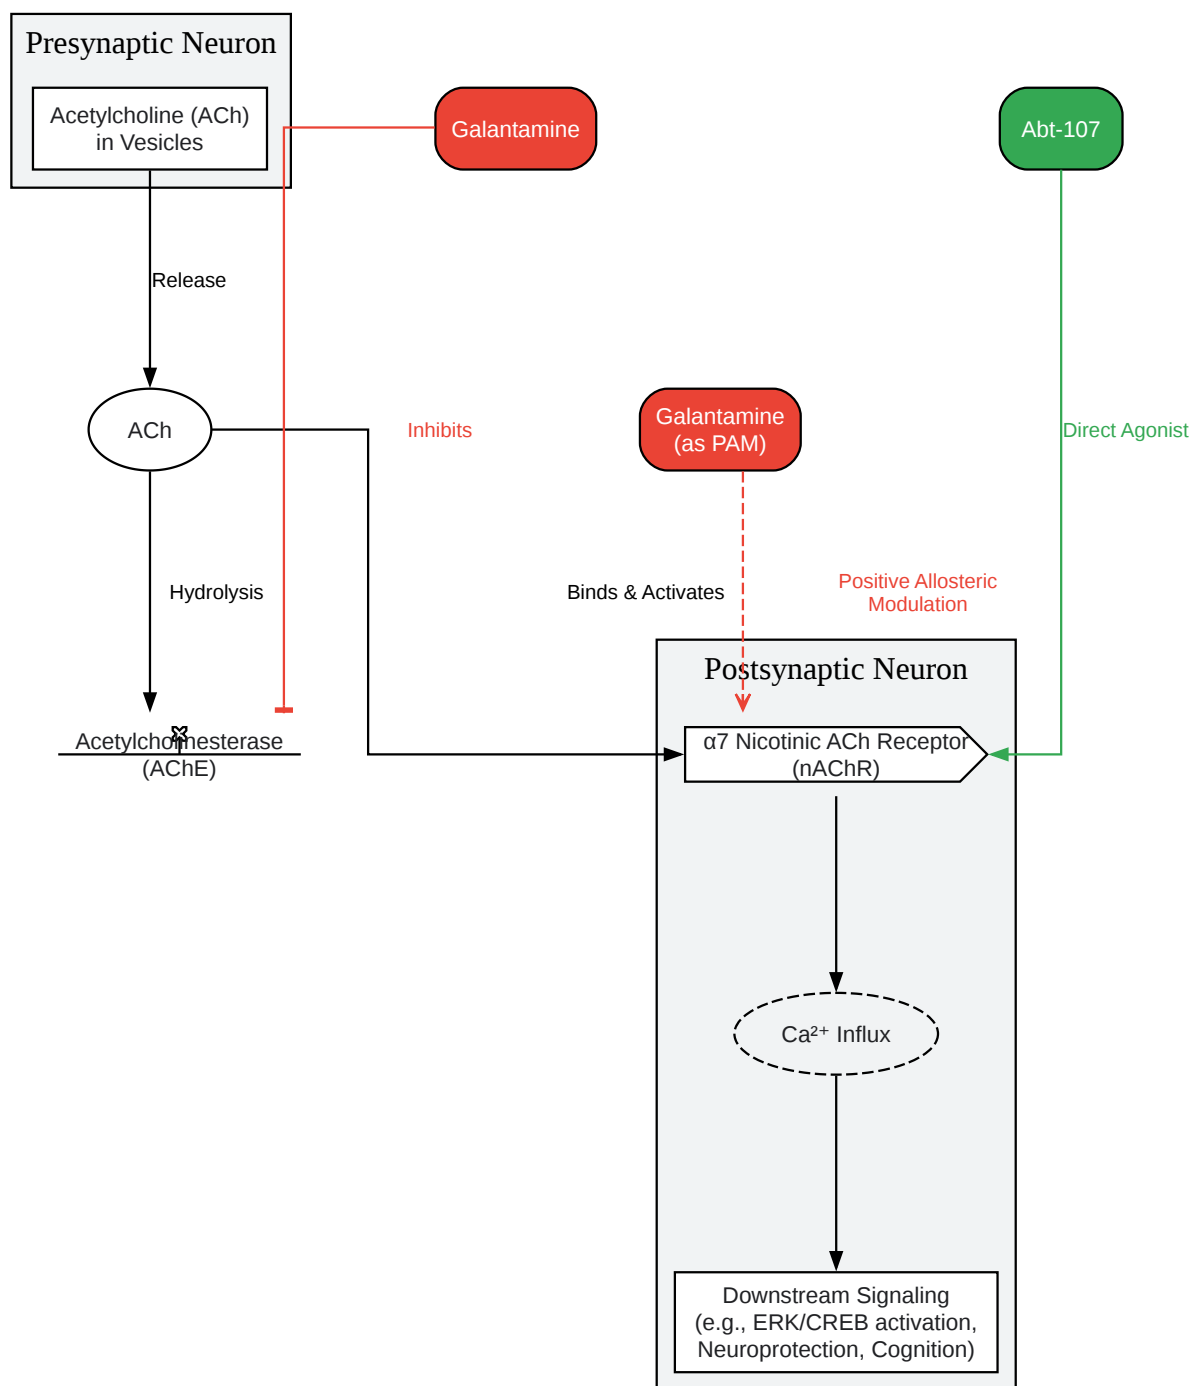 Presynaptic Neuron
Acetylcholine (ACh)
in Vesicles
Galantamine
Abt-107
Release
ACh
Inhibits
Galantamine
(as PAM)
Direct Agonist
Hydrolysis
Binds & Activates
Positive Allosteric
Modulation
Postsynaptic Neuron
Acetylcholinesterase
(AChE)
α7 Nicotinic ACh Receptor
(nAChR)
Ca²⁺ Influx
Downstream Signaling
(e.g., ERK/CREB activation,
Neuroprotection, Cognition)